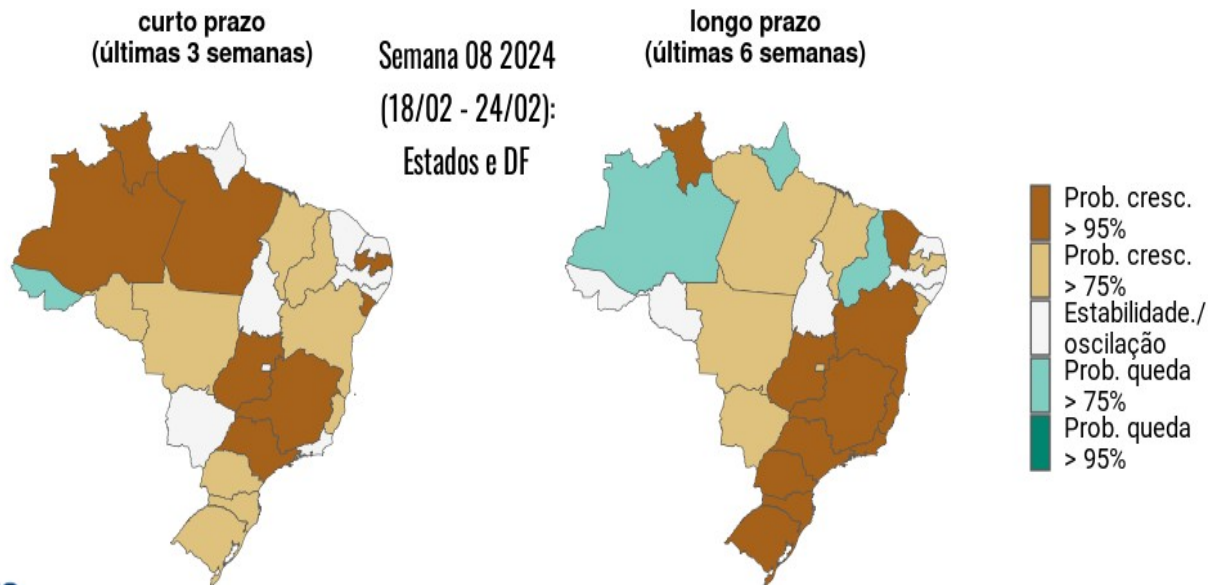 curto prazo
(últimas 3 semanas)
Semana 08 2024
(18/02 - 24/02):
Estados e DF
longo prazo
(últimas 6 semanas)
Prob. cresc.
> 95%
Prob. cresc.
> 75%
Estabilidade./
oscilação
Prob. queda
> 75%
Prob. queda
> 95%